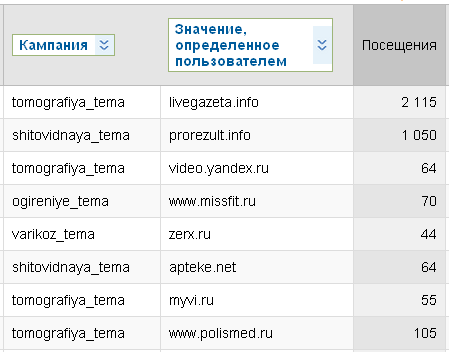 Кампания
Значение,
определенное
пользователем
Посещения
tomografiya_tema livegazeta.info 2 115
shitovidnaya_tema prorezult.info 1 050
tomografiya_tema video.yandex.ru 64
ogireniye_tema www.missfit.ru 70
varikoz_tema zerx.ru 44
shitovidnaya_tema apteke.net 64
tomografiya_tema myvi.ru 55
tomografiya_tema www.polismed.ru 105